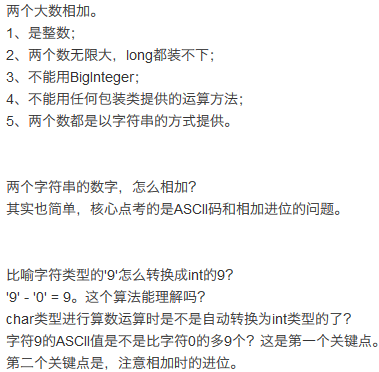 两个大数相加。
1、是整数；
2、两个数无限大，long都装不下；
3、不能用BigInteger；
4、不能用任何包装类提供的运算方法；
5、两个数都是以字符串的方式提供。
两个字符串的数字，怎么相加？
其实也简单，核心点考的是ASCII码和相加进位的问题。
比喻字符类型的'9'怎么转换成int的9？
'9' - '0' = 9。这个算法能理解吗？
char类型进行算数运算时是不是自动转换为int类型的了？
字符9的ASCII值是不是比字符0的多9个？这是第一个关键点。
第二个关键点是，注意相加时的进位。